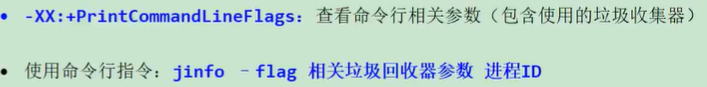 • -XX:+PrintCommandLineFlags：查看命令行相关参数（包含使用的垃圾收集器）
• 使用命令行指令：jinfo –flag 相关垃圾回收器参数 进程ID